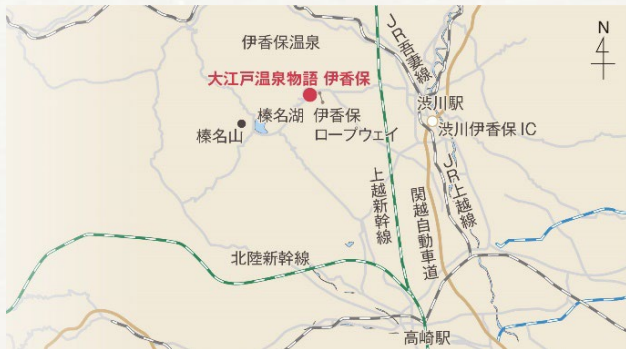 N
伊香保温泉
JR吾妻線
大江戸温泉物語 伊香保
渋川駅
渋川伊香保IC
榛名湖
伊香保
ロープウェイ
榛名山
上越新幹線
関越自動車道
JR上越線
北陸新幹線
高崎駅